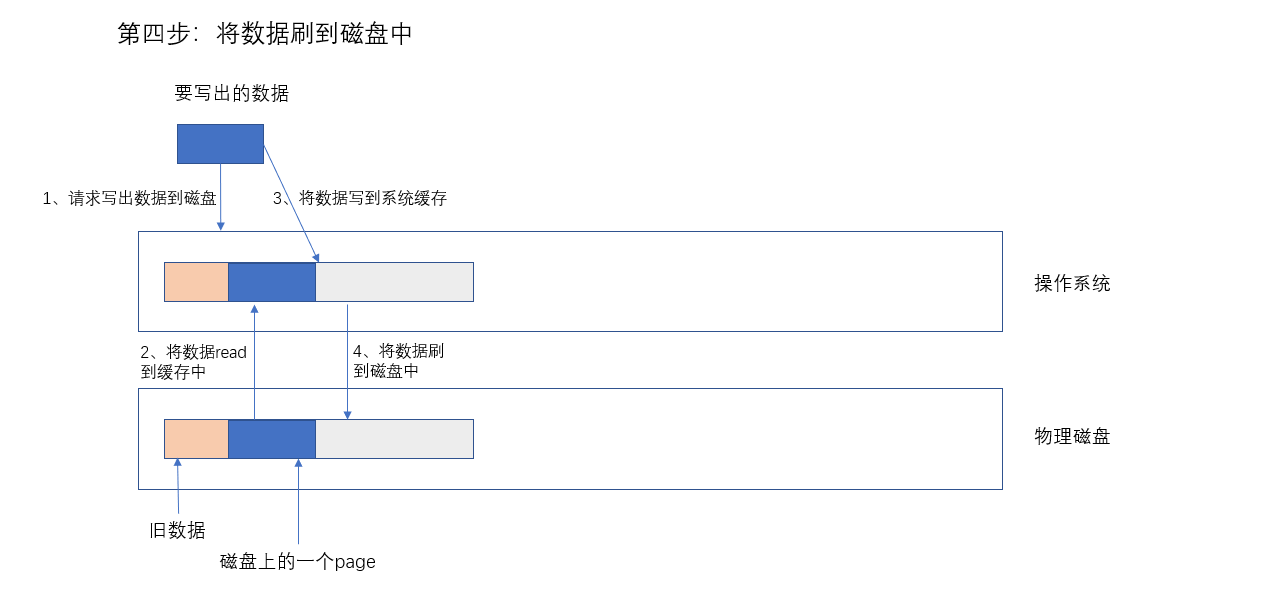 第四步：将数据刷到磁盘中
要写出的数据
1、请求写出数据到磁盘
3、将数据写到系统缓存
操作系统
2、将数据read
到缓存中
4、将数据刷
到磁盘中
物理磁盘
旧数据
磁盘上的一个page